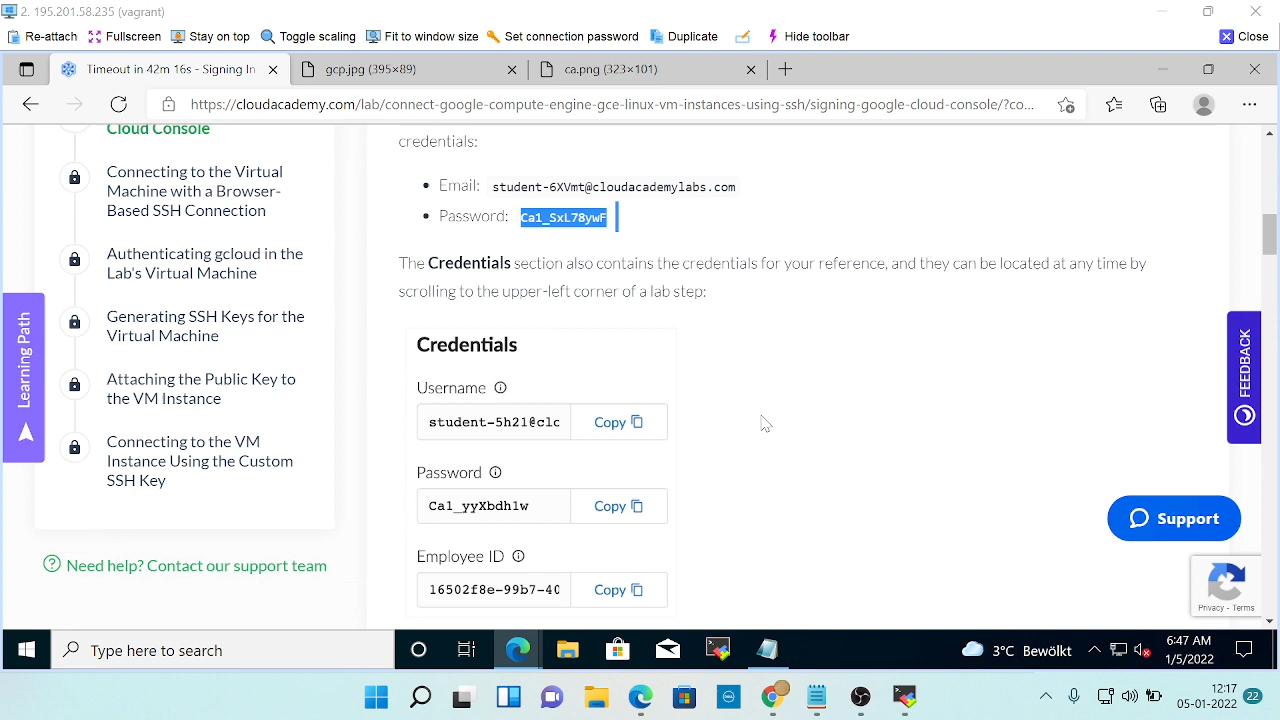 2. 195.201.58.235 (vagrant)
Re-attach Fullscreen Stay on top Toggle scaling Fit to window size Set connection password Duplicate Hide toolbar Close
Timeout in 42m 16s - Signing In gcp.jpg (395×89) ca.png (323×101)
https://cloudacademy.com/lab/connect-google-compute-engine-gce-linux-vm-instances-using-ssh/signing-google-cloud-console/?co...
Cloud Console
Connecting to the Virtual
Machine with a Browser-
Based SSH Connection
Authenticating gcloud in the
Lab's Virtual Machine
Generating SSH Keys for the
Virtual Machine
Attaching the Public Key to
the VM Instance
Connecting to the VM
Instance Using the Custom
SSH Key
Need help? Contact our support team
Learning Path
credentials:
Email: student-6XVmt@cloudacademylabs.com
Password: Ca1_SxL78ywF
The Credentials section also contains the credentials for your reference, and they can be located at any time by
scrolling to the upper-left corner of a lab step:
Credentials
Username
student-5h21@clc Copy
Password
Ca1_yyXbdh1w Copy
Employee ID
16502f8e-99b7-40 Copy
FEEDBACK
Support
Privacy - Terms
Type here to search
3°C Bewölkt
6:47 AM
1/5/2022
DELL
12:17
05-01-2022
22